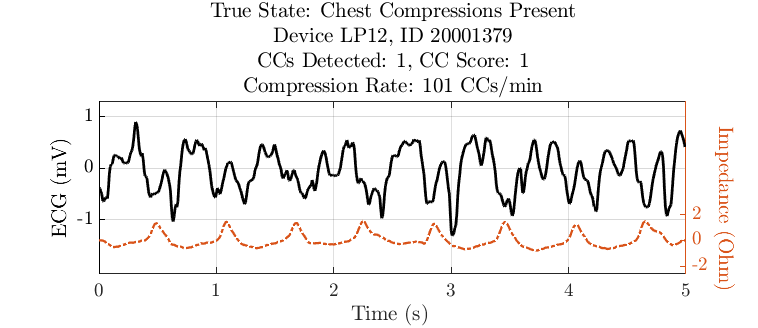 True State: Chest Compressions Present
Device LP12, ID 20001379
CCs Detected: 1, CC Score: 1
Compression Rate: 101 CCs/min
ECG (mV)
1
0
-1
Impedance (Ohm)
2
0
-2
0 1 2 3 4 5
Time (s)